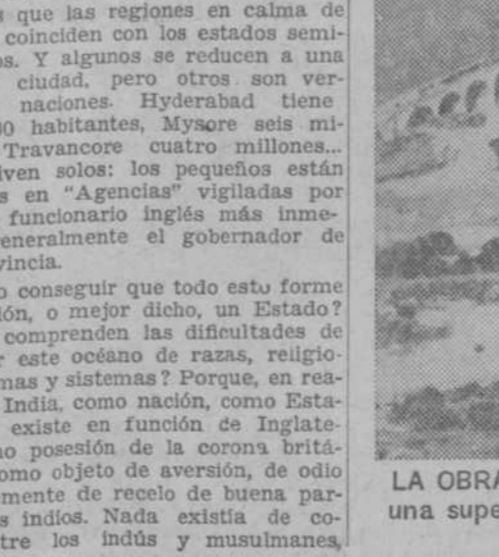 s que las regiones en calma de
coinciden con los estados semi-
os. Y algunos se reducen a una
ciudad, pero otros son ver-
naciones. Hyderabad tiene
00 habitantes, Mysore seis mi-
Travancore cuatro millones...
iven solos: los pequeños están
s en "Agencias" vigiladas por
funcionario inglés más inme-
eneralmente el gobernador de
vincia.
o conseguir que todo esto forme
ión, o mejor dicho, un Estado?
comprenden las dificultades de
r este océano de razas, religio-
mas y sistemas? Porque, en rea-
India, como nación, como Esta-
existe en función de Inglate-
no posesión de la corona britá-
omo objeto de aversión, de odio
mente de recelo de buena par-
s indios. Nada existía de co-
tre los indús y musulmanes,
LA OBRA
una supe